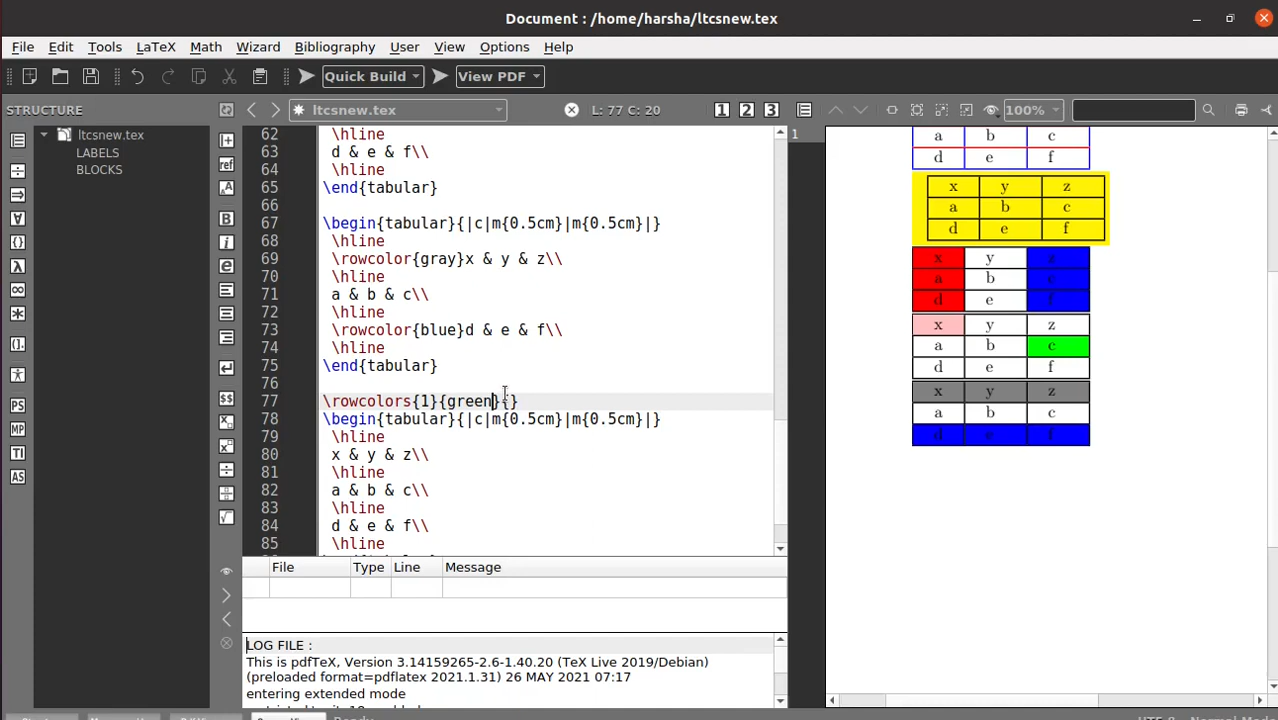 Document : /home/harsha/ltcsnew.tex
File Edit Tools LaTeX Math Wizard Bibliography User View Options Help
Quick Build View PDF
STRUCTURE ltcsnew.tex L: 77 C: 20 1 2 3 100%
ltcsnew.tex
LABELS
BLOCKS
62 \hline
63 d & e & f\\
64 \hline
65 \end{tabular}
66
67 \begin{tabular}{|c|m{0.5cm}|m{0.5cm}|}
68 \hline
69 \rowcolor{gray}x & y & z\\
70 \hline
71 a & b & c\\
72 \hline
73 \rowcolor{blue}d & e & f\\
74 \hline
75 \end{tabular}
76
77 \rowcolors{1}{green}{}
78 \begin{tabular}{|c|m{0.5cm}|m{0.5cm}|}
79 \hline
80 x & y & z\\
81 \hline
82 a & b & c\\
83 \hline
84 d & e & f\\
85 \hline
File Type Line Message
LOG FILE :
This is pdfTeX, Version 3.14159265-2.6-1.40.20 (TeX Live 2019/Debian)
(preloaded format=pdflatex 2021.1.31) 26 MAY 2021 07:17
entering extended mode
1
a b c
d e f
x y z
a b c
d e f
x y z
a b c
d e f
x y z
a b c
d e f
x y z
a b c
d e f